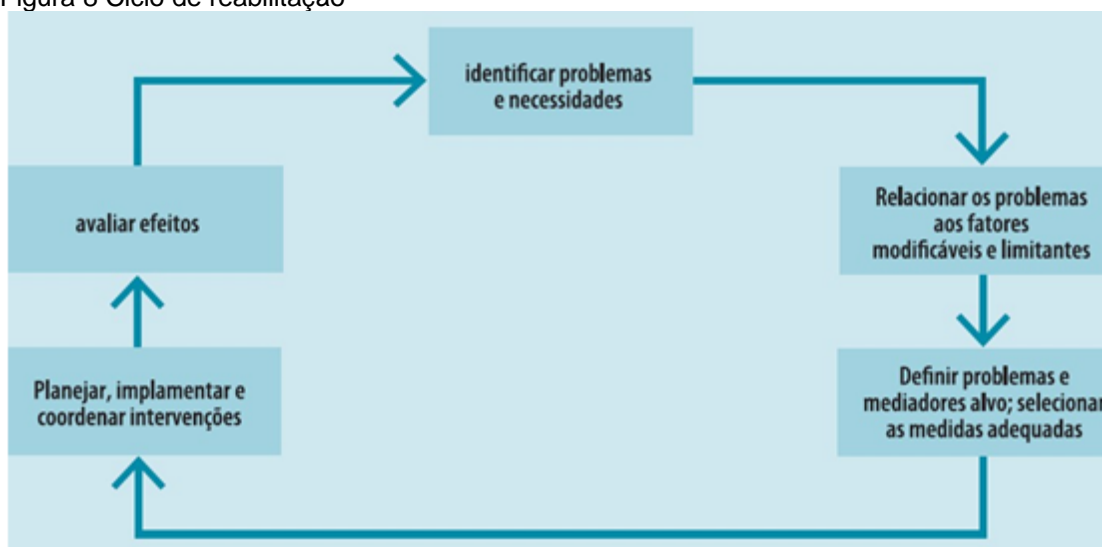 Figura 8 Ciclo de reabilitação
identificar problemas
e necessidades
Relacionar os problemas
aos fatores
modificáveis e limitantes
Definir problemas e
mediadores alvo; selecionar
as medidas adequadas
Planejar, implamentar e
coordenar intervenções
avaliar efeitos